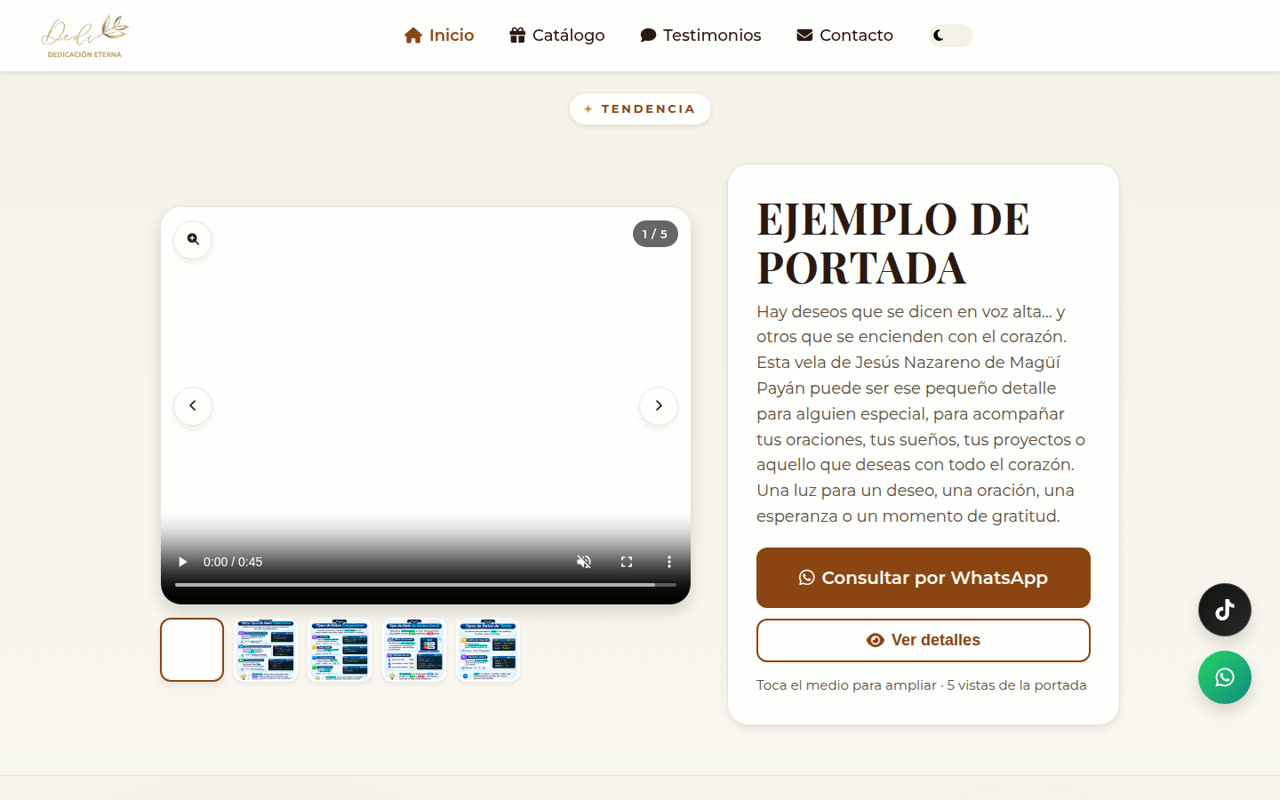 Dedi
DEDICACIÓN ETERNA
Inicio
Catálogo
Testimonios
Contacto
✦ TENDENCIA
1 / 5
0:00 / 0:45
EJEMPLO DE
PORTADA
Hay deseos que se dicen en voz alta... y
otros que se encienden con el corazón.
Esta vela de Jesús Nazareno de Magüí
Payán puede ser ese pequeño detalle
para alguien especial, para acompañar
tus oraciones, tus sueños, tus proyectos o
aquello que deseas con todo el corazón.
Una luz para un deseo, una oración, una
esperanza o un momento de gratitud.
Consultar por WhatsApp
Ver detalles
Toca el medio para ampliar · 5 vistas de la portada